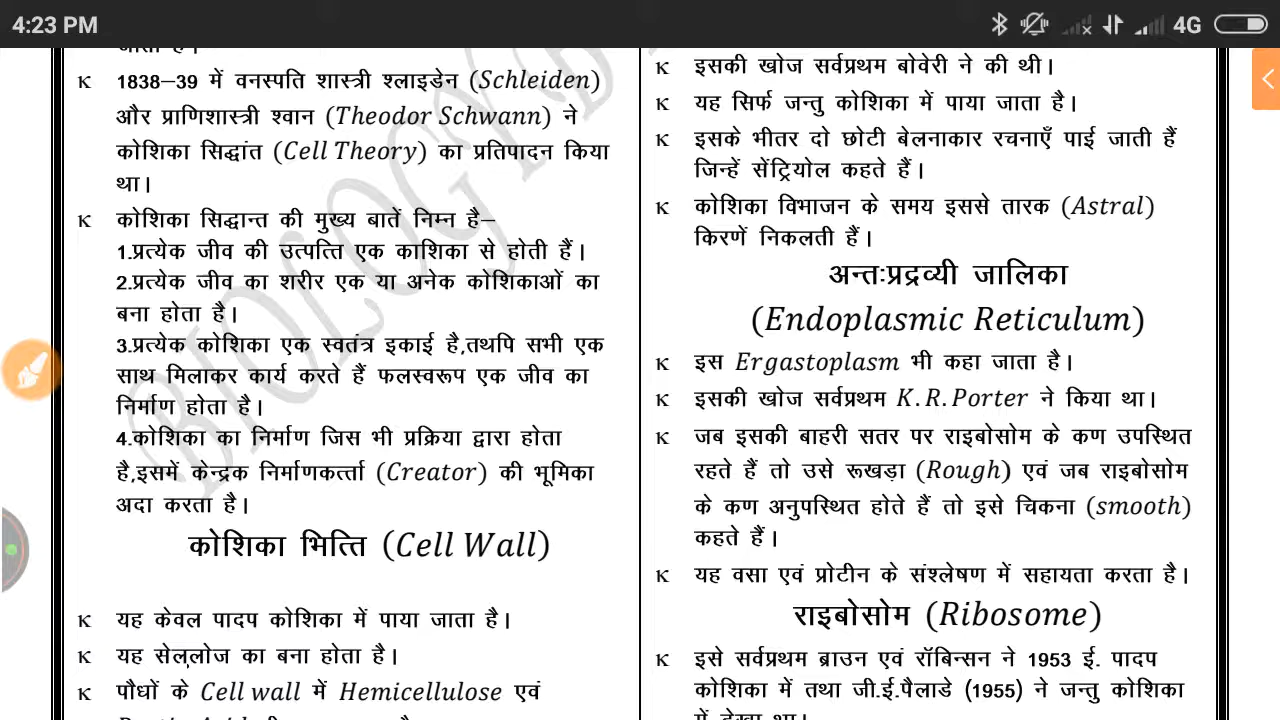 4:23 PM
4G
जाता है।
κ 1838–39 में वनस्पति शास्त्री श्लाइडेन (Schleiden)
और प्राणिशास्त्री श्वान (Theodor Schwann) ने
कोशिका सिद्धांत (Cell Theory) का प्रतिपादन किया
था।
κ कोशिका सिद्धान्त की मुख्य बातें निम्न है–
1.प्रत्येक जीव की उत्पत्ति एक काशिका से होती हैं।
2.प्रत्येक जीव का शरीर एक या अनेक कोशिकाओं का
बना होता है।
3.प्रत्येक कोशिका एक स्वतंत्र इकाई है,तथपि सभी एक
साथ मिलाकर कार्य करते हैं फलस्वरूप एक जीव का
निर्माण होता है।
4.कोशिका का निर्माण जिस भी प्रक्रिया द्वारा होता
है,इसमें केन्द्रक निर्माणकर्त्ता (Creator) की भूमिका
अदा करता है।
कोशिका भित्ति (Cell Wall)
κ यह केवल पादप कोशिका में पाया जाता है।
κ यह सेललोज का बना होता है।
κ पौधों के Cell wall में Hemicellulose एवं
κ इसकी खोज सर्वप्रथम बोवेरी ने की थी।
κ यह सिर्फ जन्तु कोशिका में पाया जाता है।
κ इसके भीतर दो छोटी बेलनाकार रचनाएँ पाई जाती हैं
जिन्हें सेंट्रियोल कहते हैं।
κ कोशिका विभाजन के समय इससे तारक (Astral)
किरणें निकलती हैं।
अन्तःप्रद्रव्यी जालिका
(Endoplasmic Reticulum)
κ इस Ergastoplasm भी कहा जाता है।
κ इसकी खोज सर्वप्रथम K.R.Porter ने किया था।
κ जब इसकी बाहरी सतर पर राइबोसोम के कण उपस्थित
रहते हैं तो उसे रूखड़ा (Rough) एवं जब राइबोसोम
के कण अनुपस्थित होते हैं तो इसे चिकना (smooth)
कहते हैं।
κ यह वसा एवं प्रोटीन के संश्लेषण में सहायता करता है।
राइबोसोम (Ribosome)
κ इसे सर्वप्रथम ब्राउन एवं रॉबिन्सन ने 1953 ई. पादप
कोशिका में तथा जी.ई.पैलाडे (1955) ने जन्तु कोशिका
में देखा था।
BIOLOGY